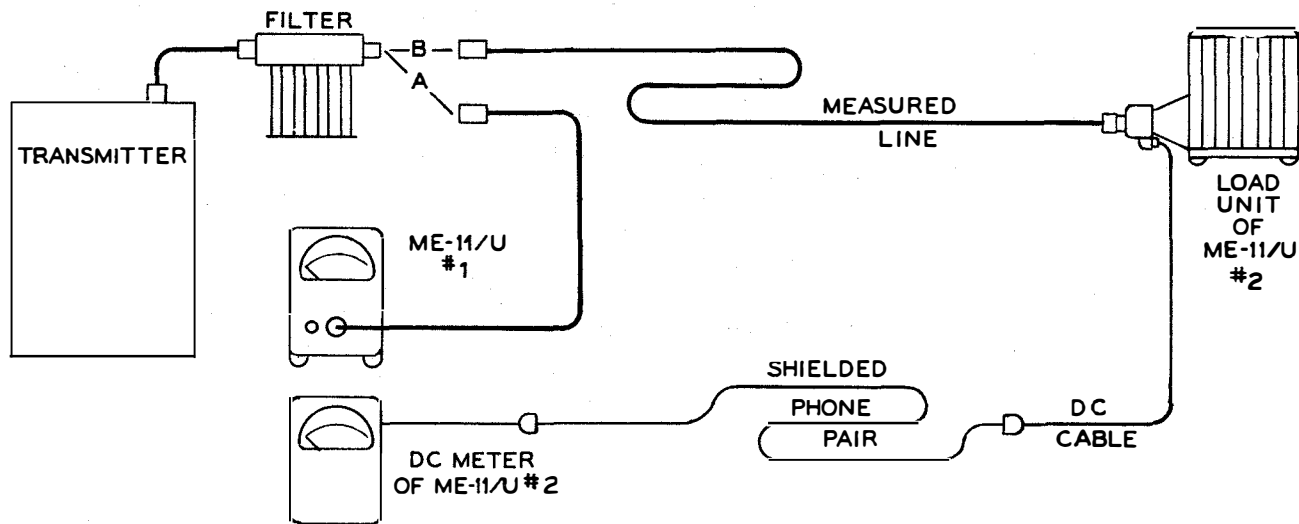 FILTER
B
A
TRANSMITTER
MEASURED
LINE
LOAD
UNIT
OF
ME-11/U
#2
ME-11/U
#1
SHIELDED
PHONE
PAIR
DC
CABLE
DC METER
OF ME-11/U #2